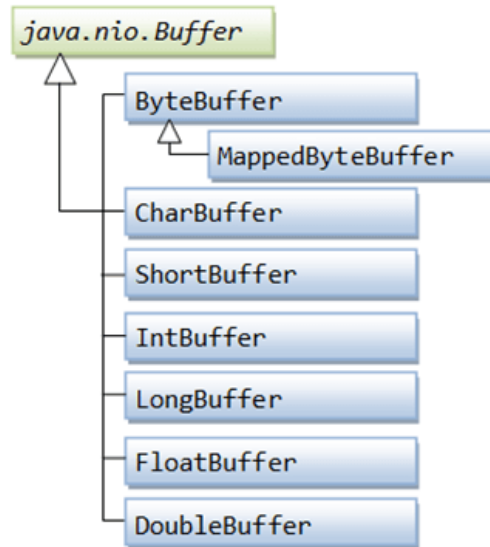 java.nio.Buffer
ByteBuffer
MappedByteBuffer
CharBuffer
ShortBuffer
IntBuffer
LongBuffer
FloatBuffer
DoubleBuffer